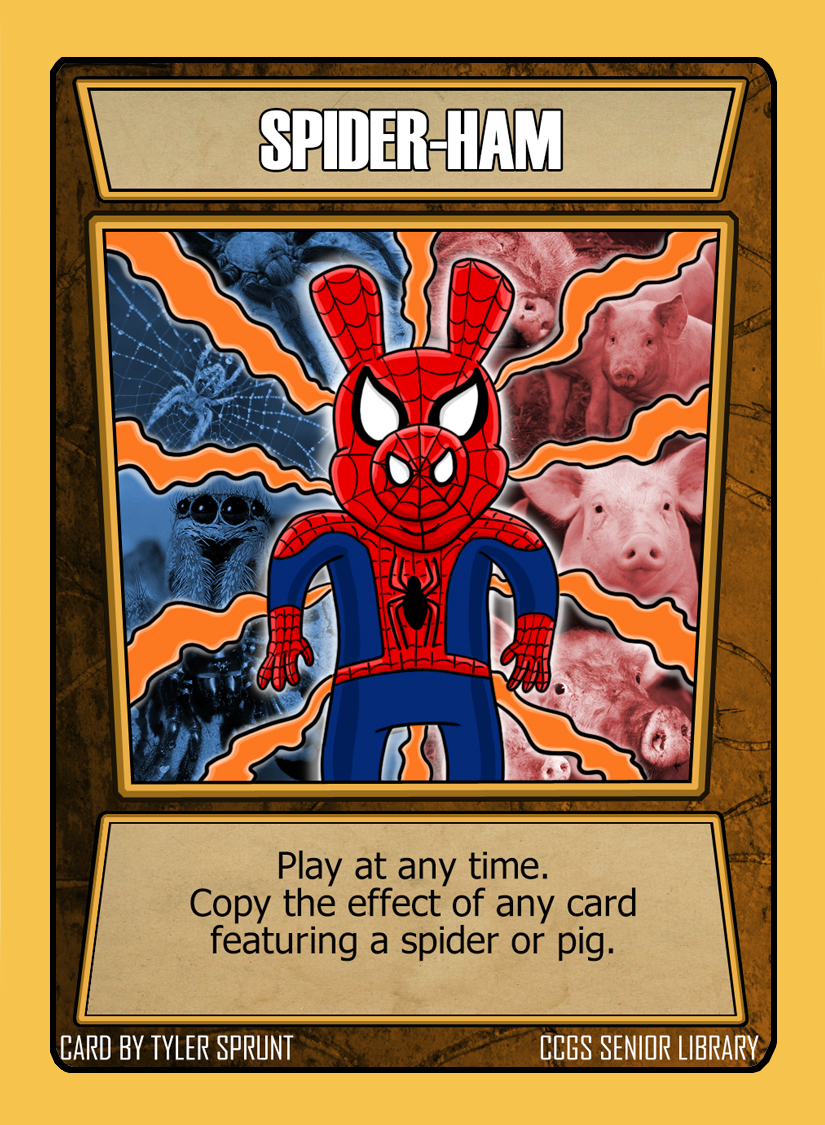 SPIDER-HAM
Play at any time.
Copy the effect of any card
featuring a spider or pig.
CARD BY TYLER SPRUNT
CCGS SENIOR LIBRARY